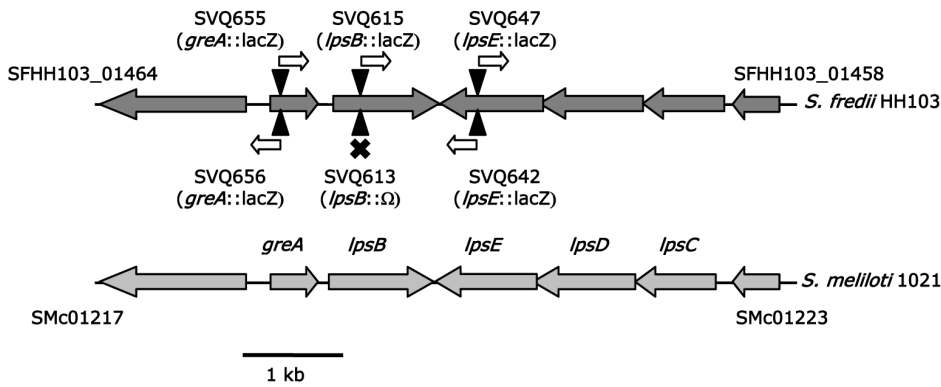 SVQ655 SVQ615 SVQ647
(greA::lacZ) (lpsB::lacZ) (lpsE::lacZ)
SFHH103_01464 SFHH103_01458
S. fredii HH103
SVQ656 SVQ613 SVQ642
(greA::lacZ) (lpsB::Ω) (lpsE::lacZ)
greA lpsB lpsE lpsD lpsC
S. meliloti 1021
SMc01217 SMc01223
1 kb